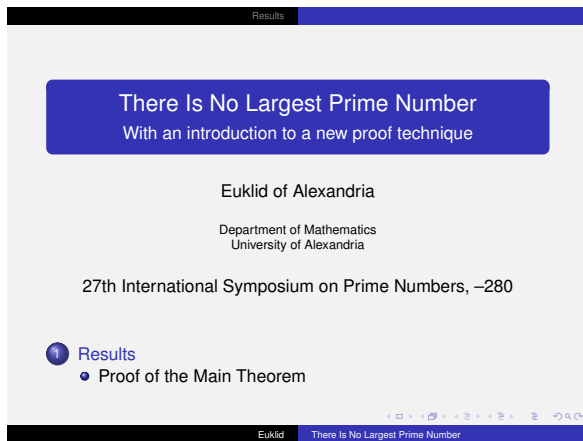 Results
There Is No Largest Prime Number
With an introduction to a new proof technique
Euklid of Alexandria
Department of Mathematics
University of Alexandria
27th International Symposium on Prime Numbers, –280
1 Results
Proof of the Main Theorem
Euklid There Is No Largest Prime Number